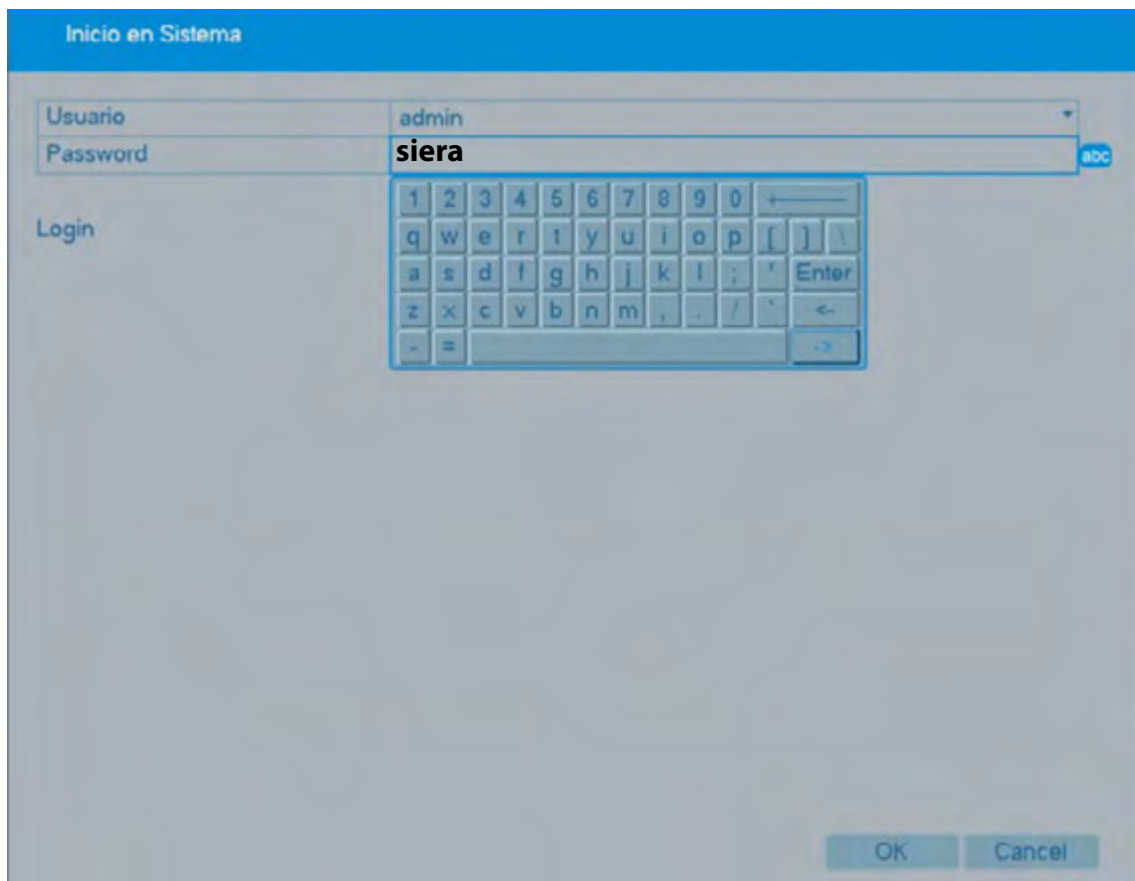 Inicio en Sistema
Usuario admin
Password siera abc
Login
1 2 3 4 5 6 7 8 9 0 ←
q w e r t y u i o p [ ] \
a s d f g h j k l ; ' Enter
z x c v b n m , . / ` <-
- = ->
OK Cancel